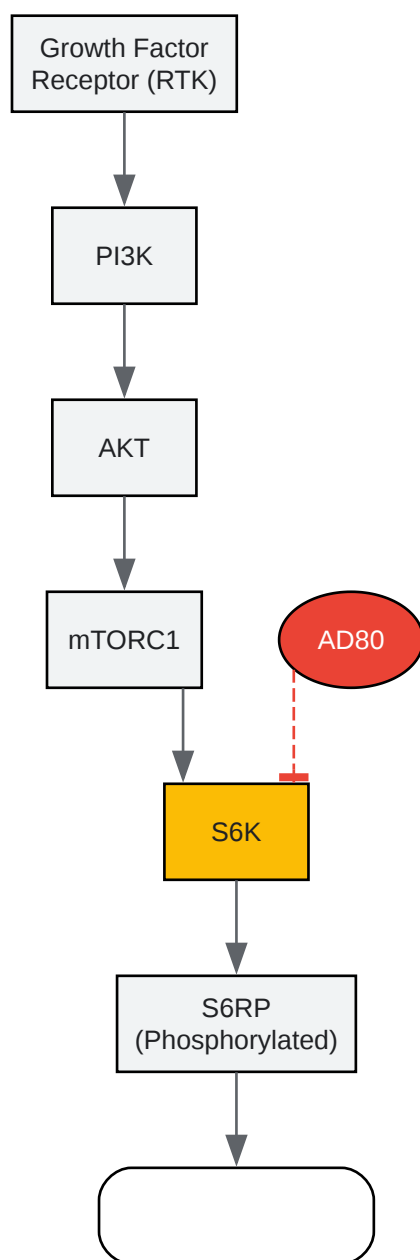 Growth Factor
Receptor (RTK)
PI3K
AKT
mTORC1
AD80
S6K
S6RP
(Phosphorylated)